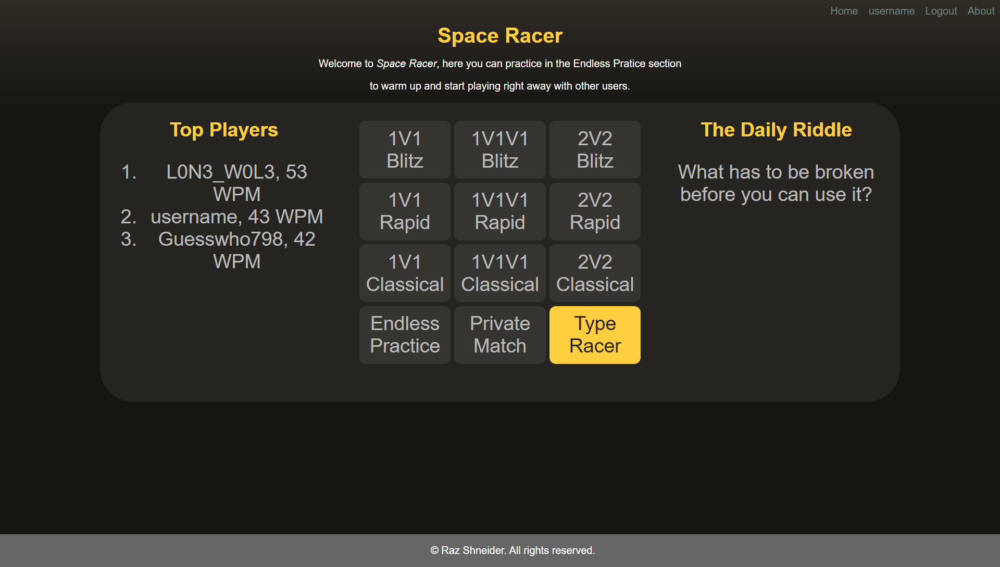 Home username Logout About
Space Racer
Welcome to Space Racer, here you can practice in the Endless Pratice section
to warm up and start playing right away with other users.
Top Players
1. L0N3_W0L3, 53
WPM
2. username, 43 WPM
3. Guesswho798, 42
WPM
1V1
Blitz
1V1V1
Blitz
2V2
Blitz
1V1
Rapid
1V1V1
Rapid
2V2
Rapid
1V1
Classical
1V1V1
Classical
2V2
Classical
Endless
Practice
Private
Match
Type
Racer
The Daily Riddle
What has to be broken
before you can use it?
© Raz Shneider. All rights reserved.